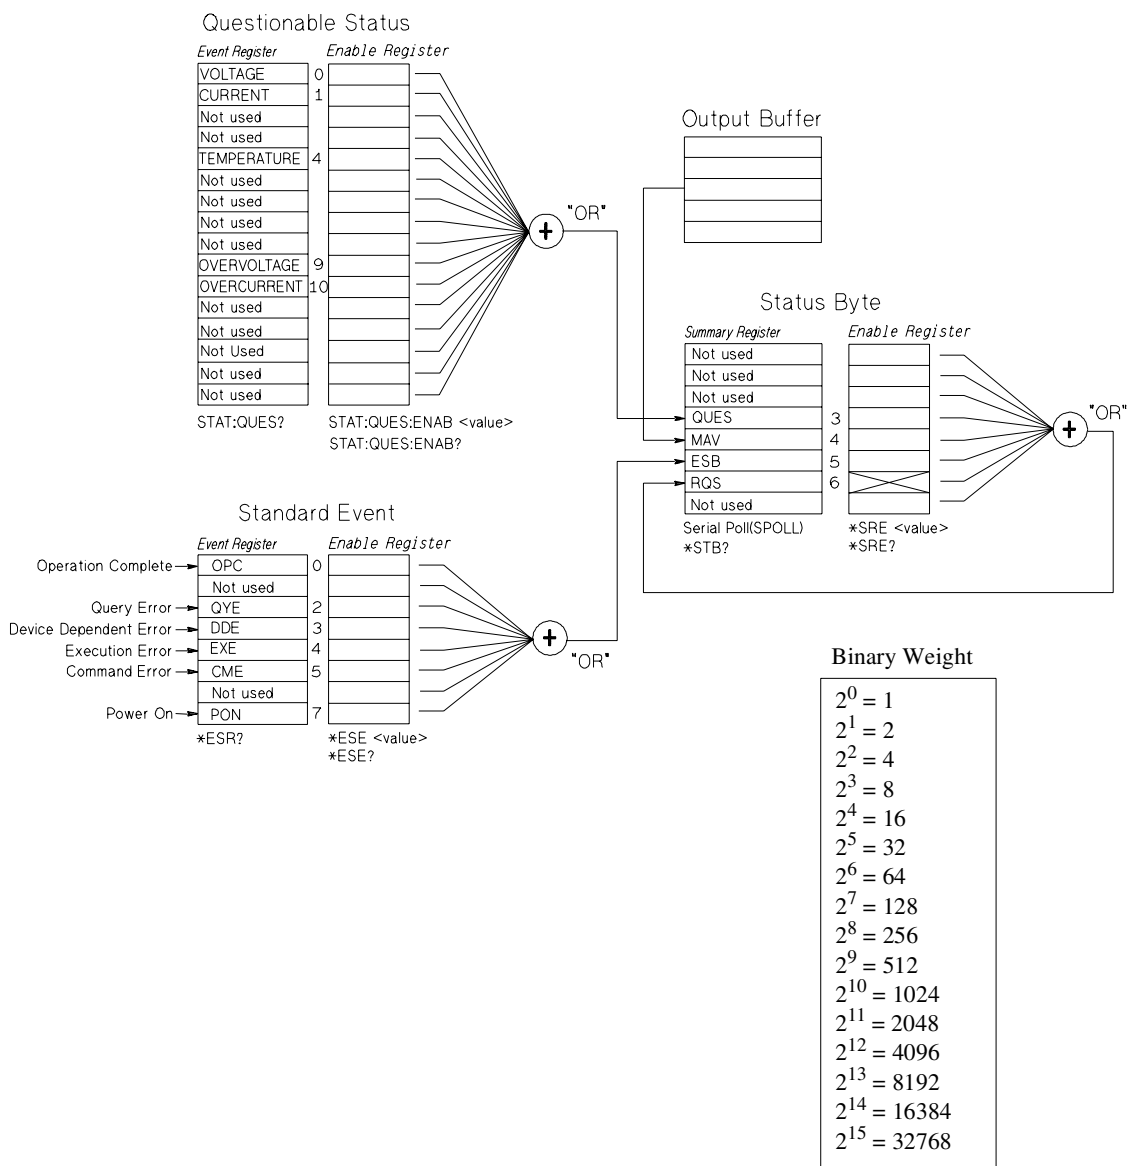 Questionable Status
Event Register Enable Register
VOLTAGE 0
CURRENT 1
Not used
Not used
TEMPERATURE 4
Not used
Not used
Not used
Not used
OVERVOLTAGE 9
OVERCURRENT 10
Not used
Not used
Not Used
Not used
Not used
STAT:QUES? STAT:QUES:ENAB <value>
STAT:QUES:ENAB?
+
"OR"
Output Buffer
Status Byte
Summary Register Enable Register
Not used
Not used
Not used
QUES 3
MAV 4
ESB 5
RQS 6
Not used
Serial Poll(SPOLL) *SRE <value>
*STB? *SRE?
+
"OR"
Standard Event
Event Register Enable Register
Operation Complete OPC 0
Not used
Query Error QYE 2
Device Dependent Error DDE 3
Execution Error EXE 4
Command Error CME 5
Not used
Power On PON 7
*ESR? *ESE <value>
*ESE?
+
"OR"
Binary Weight
2^0 = 1
2^1 = 2
2^2 = 4
2^3 = 8
2^4 = 16
2^5 = 32
2^6 = 64
2^7 = 128
2^8 = 256
2^9 = 512
2^10 = 1024
2^11 = 2048
2^12 = 4096
2^13 = 8192
2^14 = 16384
2^15 = 32768